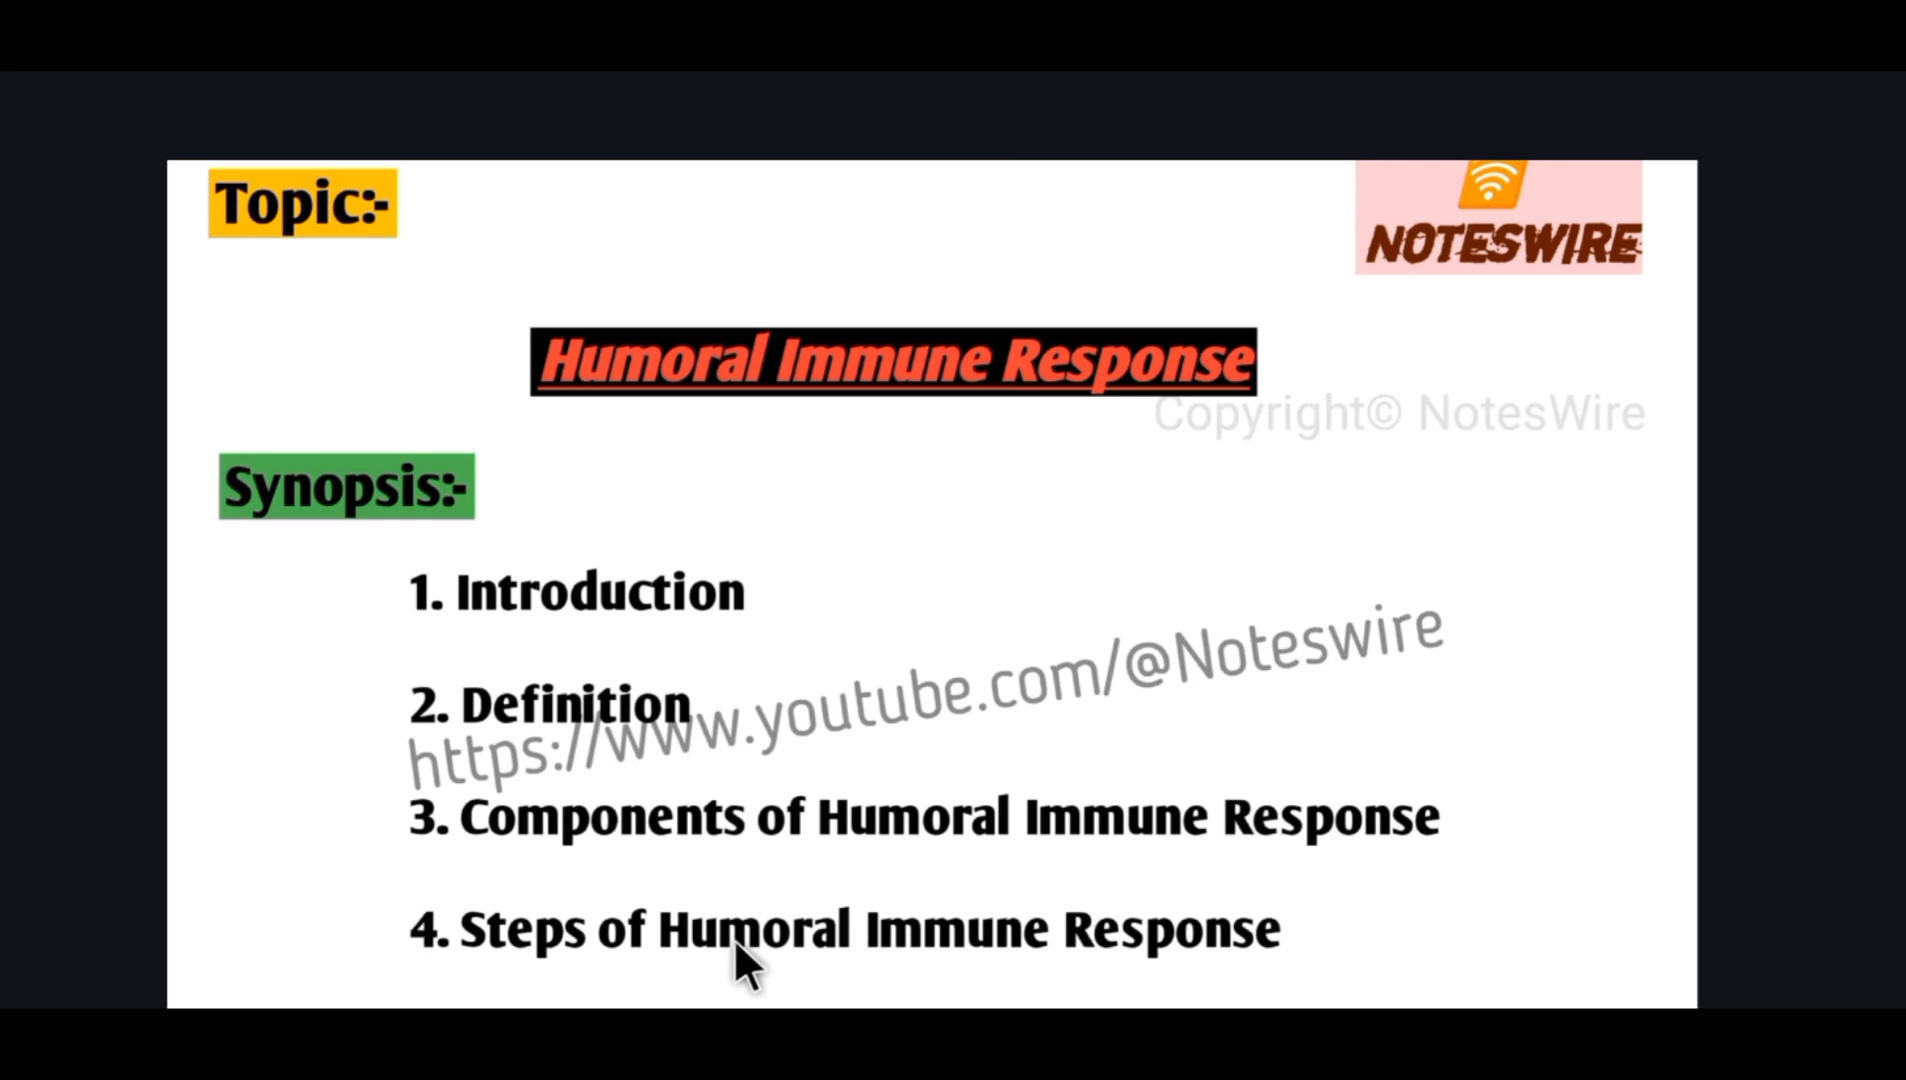 Topic:-
NOTESWIRE
Humoral Immune Response
Copyright© NotesWire
Synopsis:-
1. Introduction
2. Definition
https://www.youtube.com/@Noteswire
3. Components of Humoral Immune Response
4. Steps of Humoral Immune Response